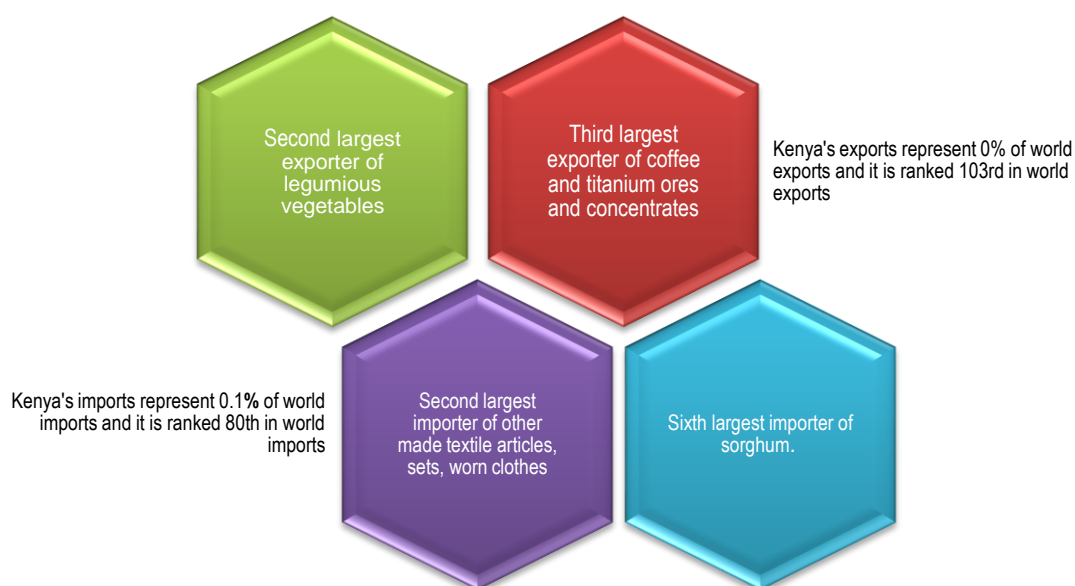 Second largest
exporter of
legumious
vegetables
Third largest
exporter of coffee
and titanium ores
and concentrates
Kenya's exports represent 0% of world
exports and it is ranked 103rd in world
exports
Kenya's imports represent 0.1% of world
imports and it is ranked 80th in world
imports
Second largest
importer of other
made textile articles,
sets, worn clothes
Sixth largest importer of
sorghum.